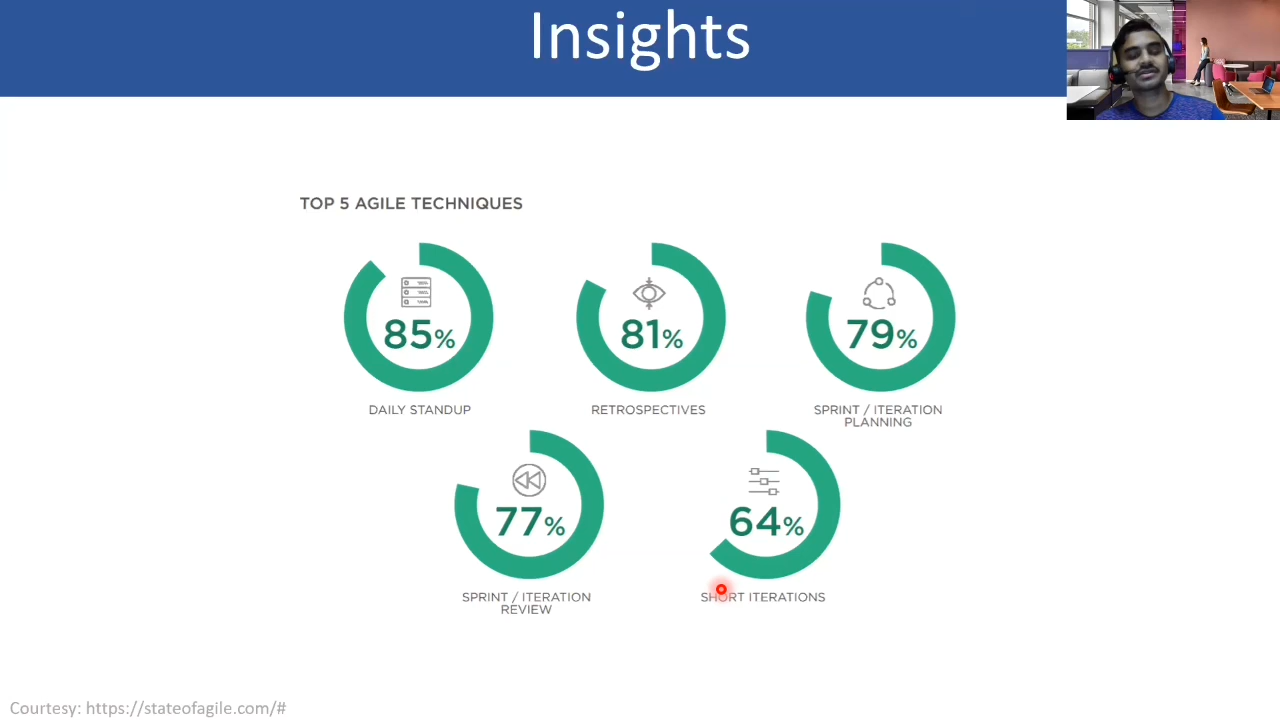 Insights
TOP 5 AGILE TECHNIQUES
85%
81%
79%
DAILY STANDUP
RETROSPECTIVES
SPRINT / ITERATION
PLANNING
77%
64%
SPRINT / ITERATION
REVIEW
SHORT ITERATIONS
Courtesy: https://stateofagile.com/#